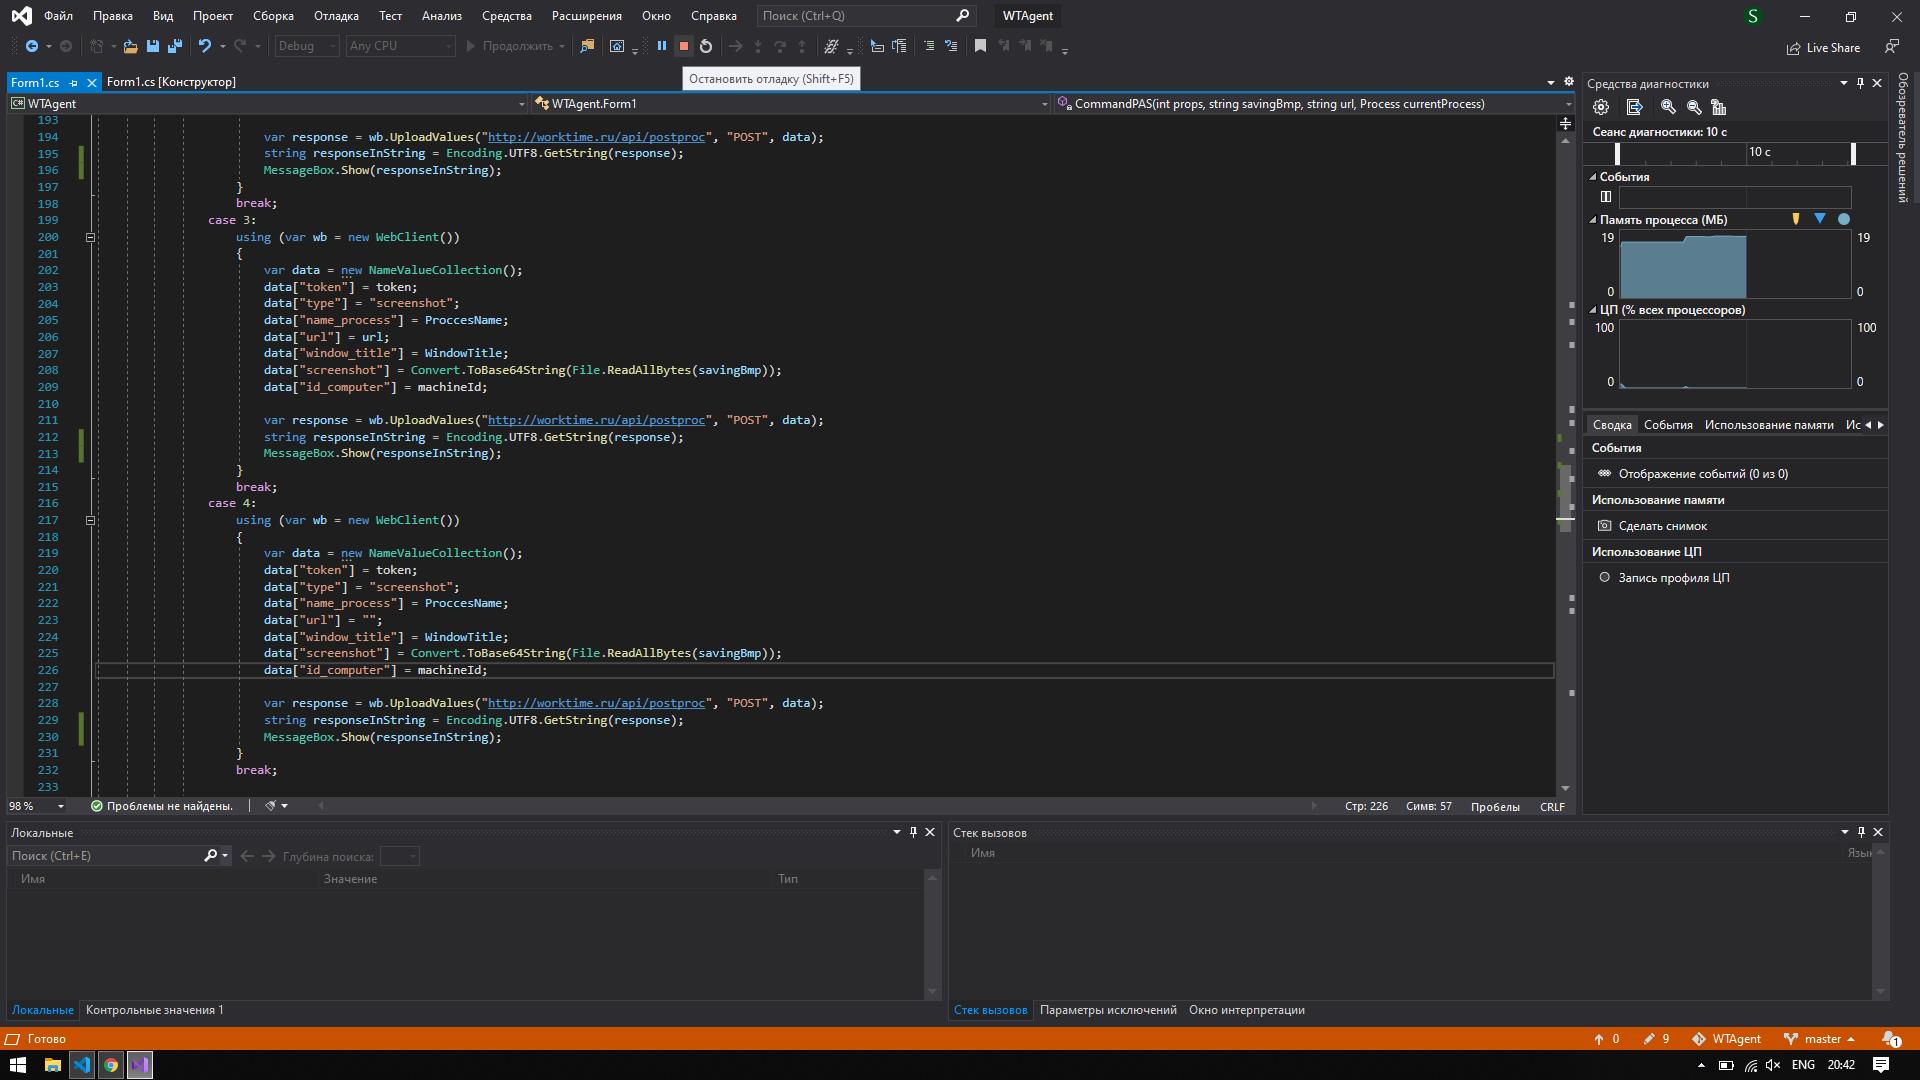 Файл Правка Вид Проект Сборка Отладка Тест Анализ Средства Расширения Окно Справка Поиск (Ctrl+Q) WTAgent S
Debug Any CPU Продолжить Live Share
Остановить отладку (Shift+F5)
Form1.cs Form1.cs [Конструктор]
WTAgent WTAgent.Form1 CommandPAS(int props, string savingBmp, string url, Process currentProcess)
193
194 var response = wb.UploadValues("http://worktime.ru/api/postproc", "POST", data);
195 string responseInString = Encoding.UTF8.GetString(response);
196 MessageBox.Show(responseInString);
197 }
198 break;
199 case 3:
200 using (var wb = new WebClient())
201 {
202 var data = new NameValueCollection();
203 data["token"] = token;
204 data["type"] = "screenshot";
205 data["name_process"] = ProccesName;
206 data["url"] = url;
207 data["window_title"] = WindowTitle;
208 data["screenshot"] = Convert.ToBase64String(File.ReadAllBytes(savingBmp));
209 data["id_computer"] = machineId;
210
211 var response = wb.UploadValues("http://worktime.ru/api/postproc", "POST", data);
212 string responseInString = Encoding.UTF8.GetString(response);
213 MessageBox.Show(responseInString);
214 }
215 break;
216 case 4:
217 using (var wb = new WebClient())
218 {
219 var data = new NameValueCollection();
220 data["token"] = token;
221 data["type"] = "screenshot";
222 data["name_process"] = ProccesName;
223 data["url"] = "";
224 data["window_title"] = WindowTitle;
225 data["screenshot"] = Convert.ToBase64String(File.ReadAllBytes(savingBmp));
226 data["id_computer"] = machineId;
227
228 var response = wb.UploadValues("http://worktime.ru/api/postproc", "POST", data);
229 string responseInString = Encoding.UTF8.GetString(response);
230 MessageBox.Show(responseInString);
231 }
232 break;
233
98 % Проблемы не найдены. Стр: 226 Симв: 57 Пробелы CRLF
Средства диагностики
Сеанс диагностики: 10 с
10 с
События
Память процесса (МБ)
19 19
0 0
ЦП (% всех процессоров)
100 100
0 0
Сводка События Использование памяти Ис
События
Отображение событий (0 из 0)
Использование памяти
Сделать снимок
Использование ЦП
Запись профиля ЦП
Обозреватель решений
Локальные
Поиск (Ctrl+E) Глубина поиска:
Имя Значение Тип
Локальные Контрольные значения 1
Стек вызовов
Имя Язык
Стек вызовов Параметры исключений Окно интерпретации
Готово 0 9 WTAgent master 1
ENG 20:42